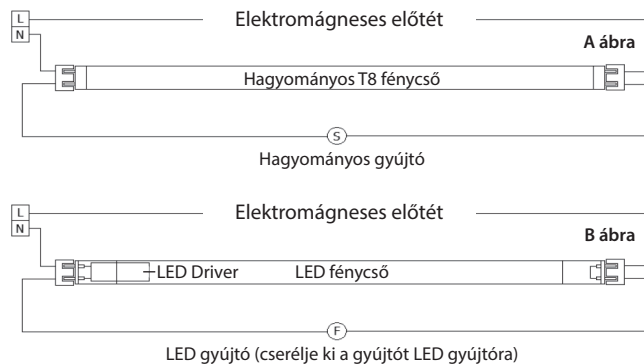 L
Elektromágneses előtét
N
A ábra
Hagyományos T8 fénycső
S
Hagyományos gyújtó
L
Elektromágneses előtét
N
B ábra
LED Driver
LED fénycső
F
LED gyújtó (cserélje ki a gyújtót LED gyújtóra)